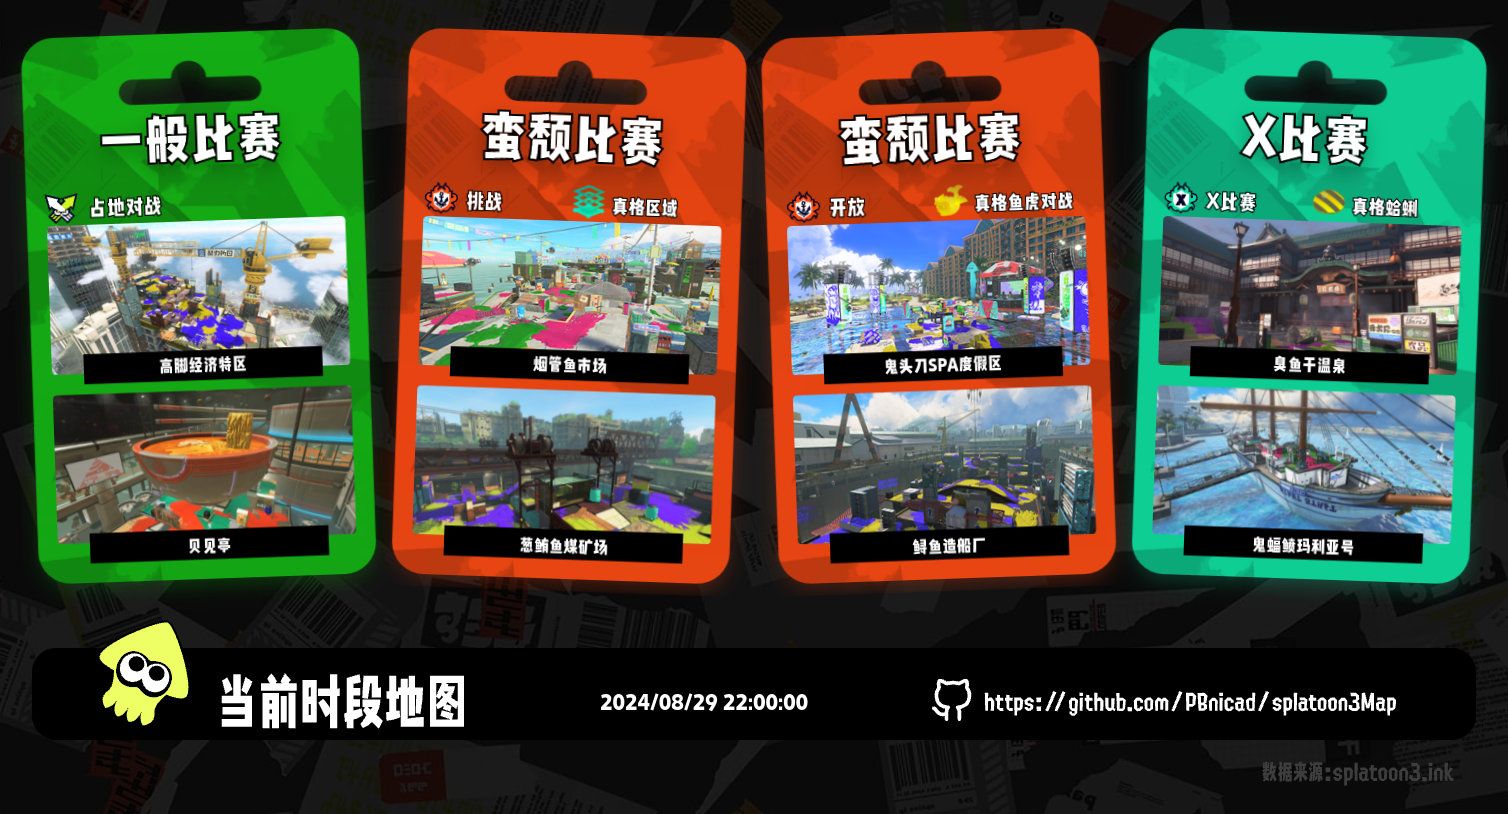 一般比赛
占地对战
高脚经济特区
贝见亭
蛮颓比赛
挑战
真格区域
烟管鱼市场
葱鲔鱼煤矿场
蛮颓比赛
开放
真格鱼虎对战
鬼头刀SPA度假区
鲟鱼造船厂
X比赛
X比赛
真格蛤蜊
臭鱼干温泉
鬼蝠鲼玛利亚号
当前时段地图
2024/08/29 22:00:00
https://github.com/PBnicad/splatoon3Map
数据来源:splatoon3.ink